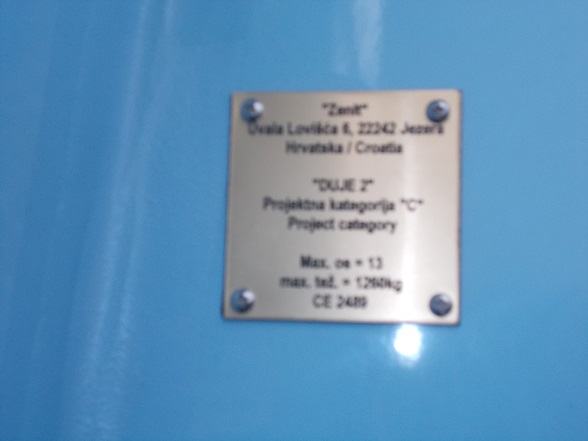 "Zenit"
Uvala Lovišća 6, 22242 Jezera
Hrvatska / Croatia
"DUJE 2"
Projektna kategorija "C"
Project category
Max. os = 13
max. tež. = 1260kg
CE 2489